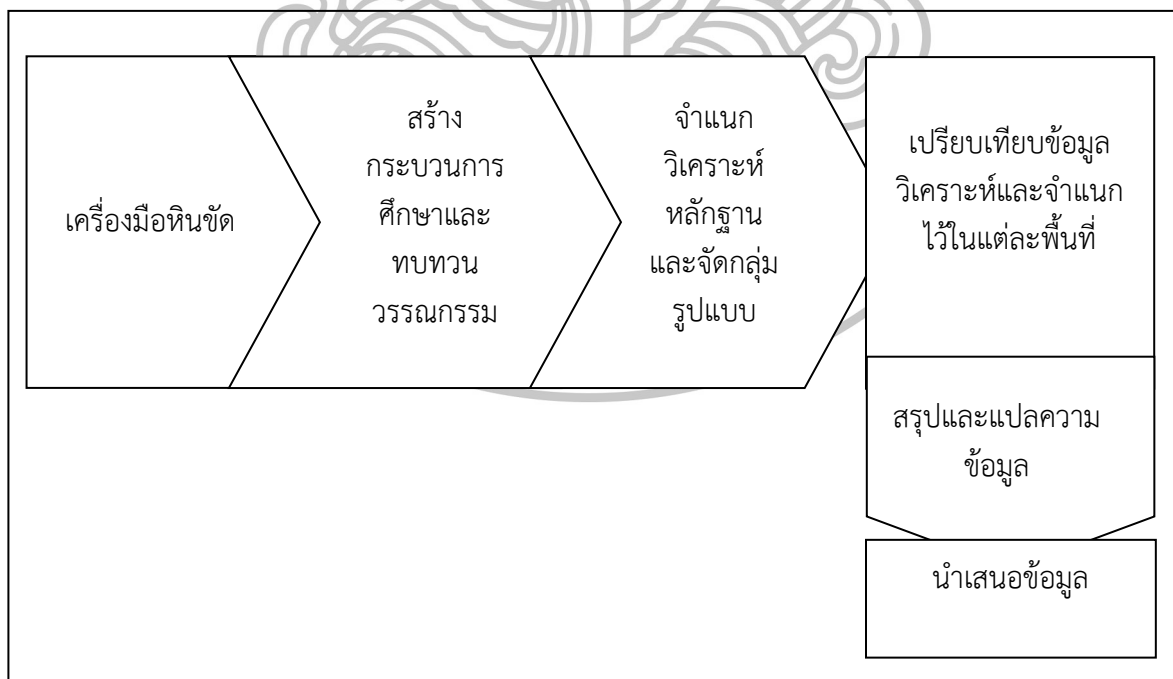 เครื่องมือหินขัด
สร้าง
กระบวนการ
ศึกษาและ
ทบทวน
วรรณกรรม
จำแนก
วิเคราะห์
หลักฐาน
และจัดกลุ่ม
รูปแบบ
เปรียบเทียบข้อมูล
วิเคราะห์และจำแนก
ไว้ในแต่ละพื้นที่
สรุปและแปลความ
ข้อมูล
นำเสนอข้อมูล